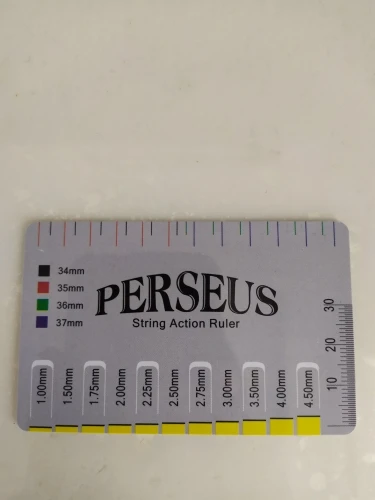 34mm
35mm
36mm
37mm
PERSEUS
String Action Ruler
30
20
10
1.00mm
1.50mm
1.75mm
2.00mm
2.25mm
2.50mm
2.75mm
3.00mm
3.50mm
4.00mm
4.50mm